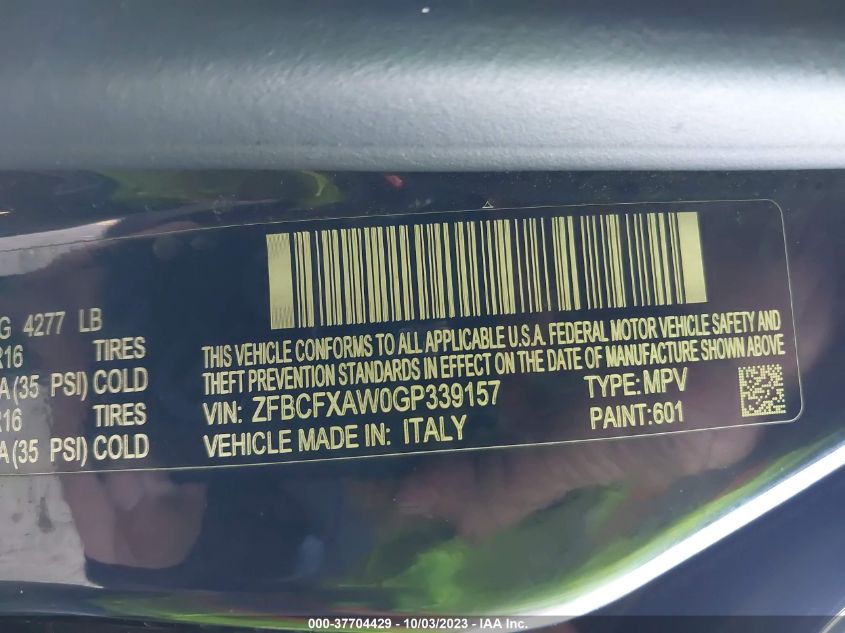 G 4277 LB
R16 TIRES
A (35 PSI) COLD
R16 TIRES
A (35 PSI) COLD
THIS VEHICLE CONFORMS TO ALL APPLICABLE U.S.A. FEDERAL MOTOR VEHICLE SAFETY AND
THEFT PREVENTION STANDARDS IN EFFECT ON THE DATE OF MANUFACTURE SHOWN ABOVE
VIN: ZFBCFXAW0GP339157 TYPE: MPV
VEHICLE MADE IN: ITALY PAINT: 601
000-37704429 - 10/03/2023 - IAA Inc.